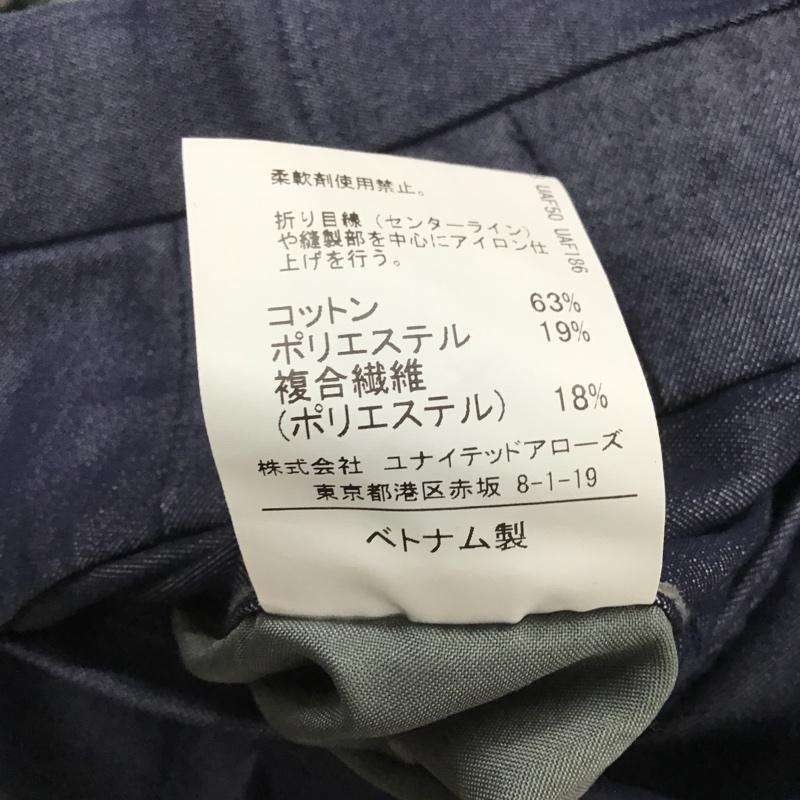 柔軟剤使用禁止。
折り目線(センターライン)
や縫製部を中心にアイロン仕
上げを行う。
コットン 63%
ポリエステル 19%
複合繊維
(ポリエステル) 18%
株式会社 ユナイテッドアローズ
東京都港区赤坂 8-1-19
ベトナム製
UAF50 UAF186